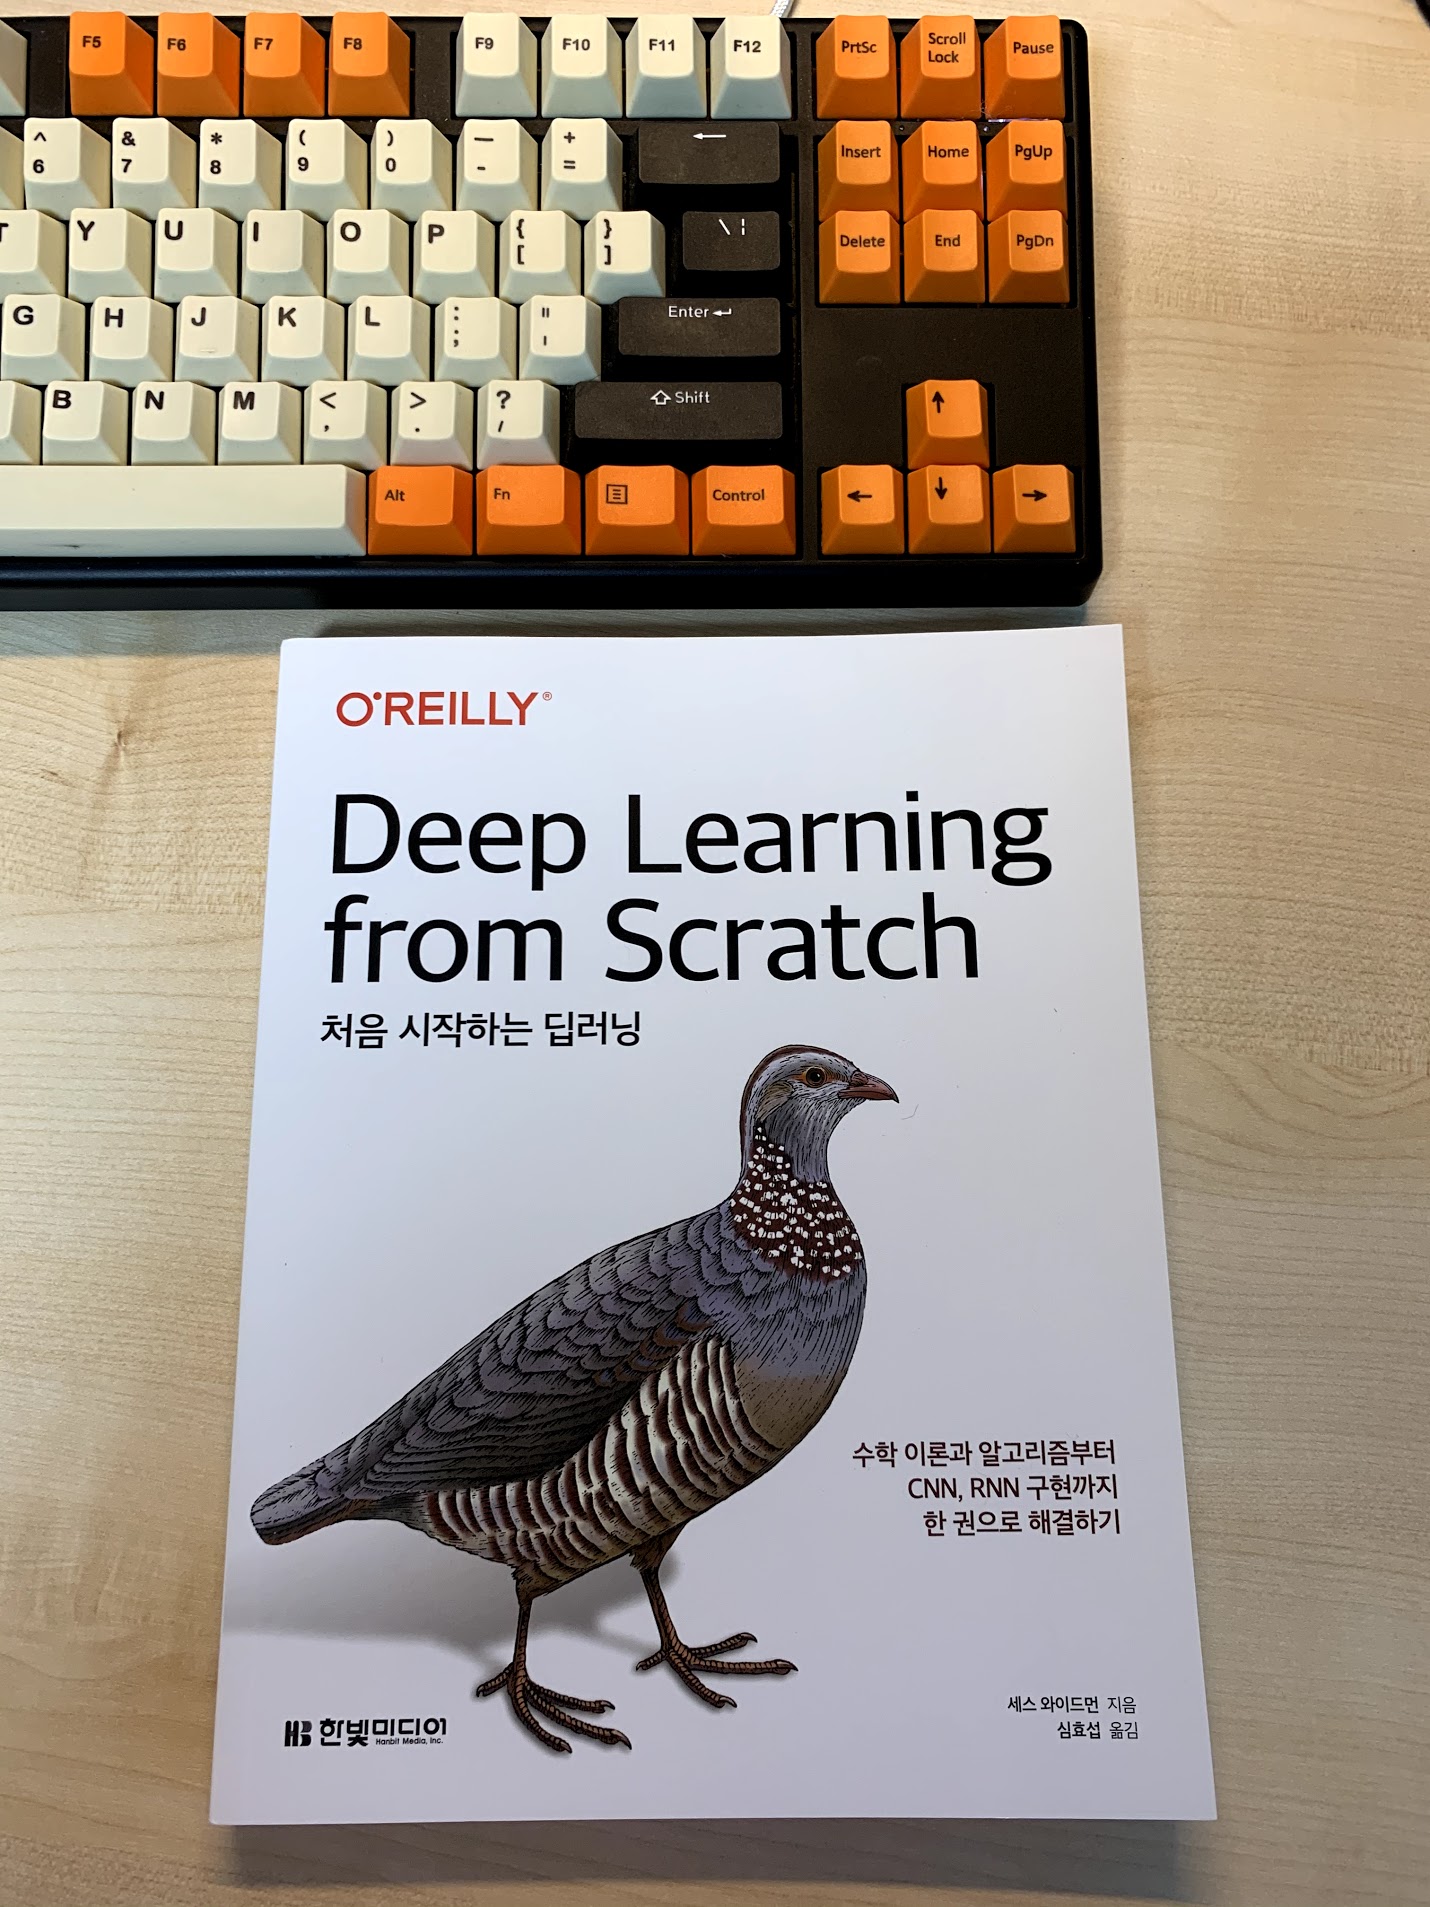 F5 F6 F7 F8 F9 F10 F11 F12 PrtSc Scroll Lock Pause
^ 6 & 7 * 8 ( 9 ) 0 — - + = ← Insert Home PgUp
T Y U I O P { [ } ] \ ¦ Delete End PgDn
G H J K L : ; " ' Enter
B N M < , > . ? / Shift ↑
Alt Fn Control ← ↓ →
O'REILLY®
Deep Learning
from Scratch
처음 시작하는 딥러닝
수학 이론과 알고리즘부터
CNN, RNN 구현까지
한 권으로 해결하기
세스 와이드먼 지음
심효섭 옮김
HB 한빛미디어
Hanbit Media, Inc.